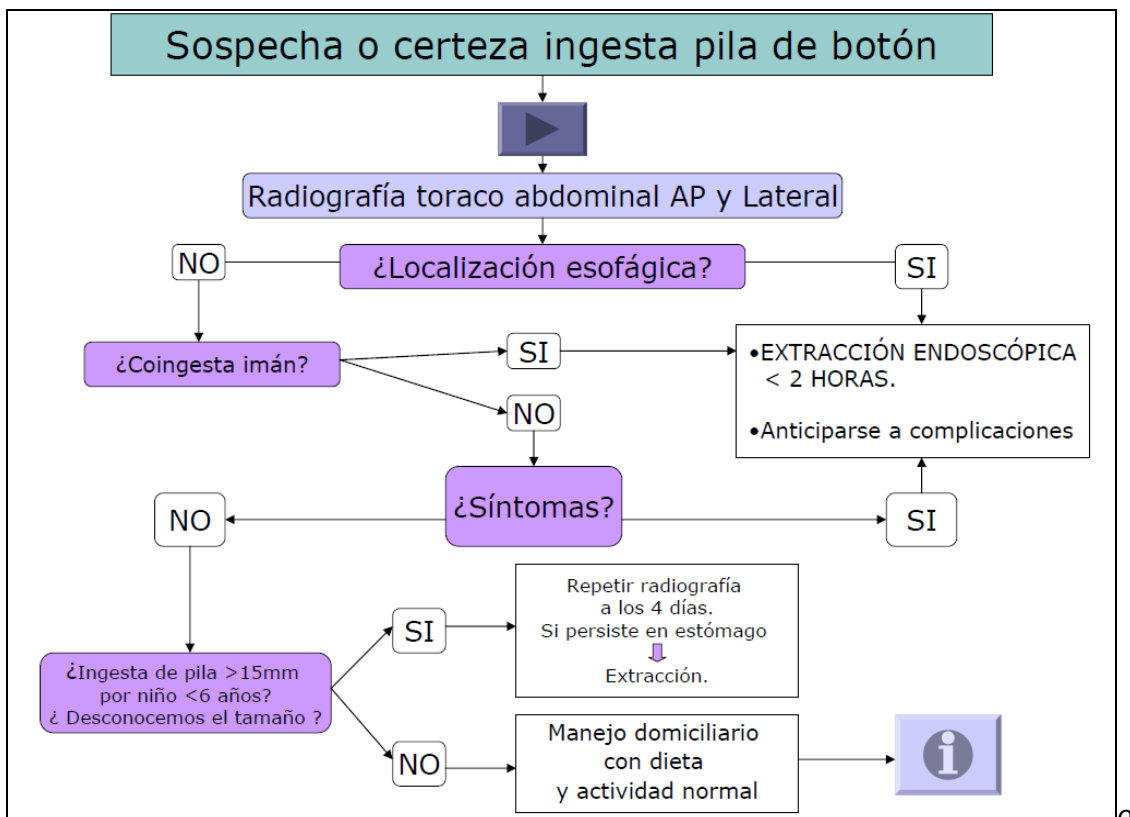 Sospecha o certeza ingesta pila de botón
Radiografía toraco abdominal AP y Lateral
NO
¿Localización esofágica?
SI
¿Coingesta imán?
SI
•EXTRACCIÓN ENDOSCÓPICA
< 2 HORAS.
•Anticiparse a complicaciones
NO
¿Síntomas?
NO
SI
Repetir radiografía
a los 4 días.
Si persiste en estómago
Extracción.
SI
¿Ingesta de pila >15mm
por niño <6 años?
¿ Desconocemos el tamaño ?
NO
Manejo domiciliario
con dieta
y actividad normal